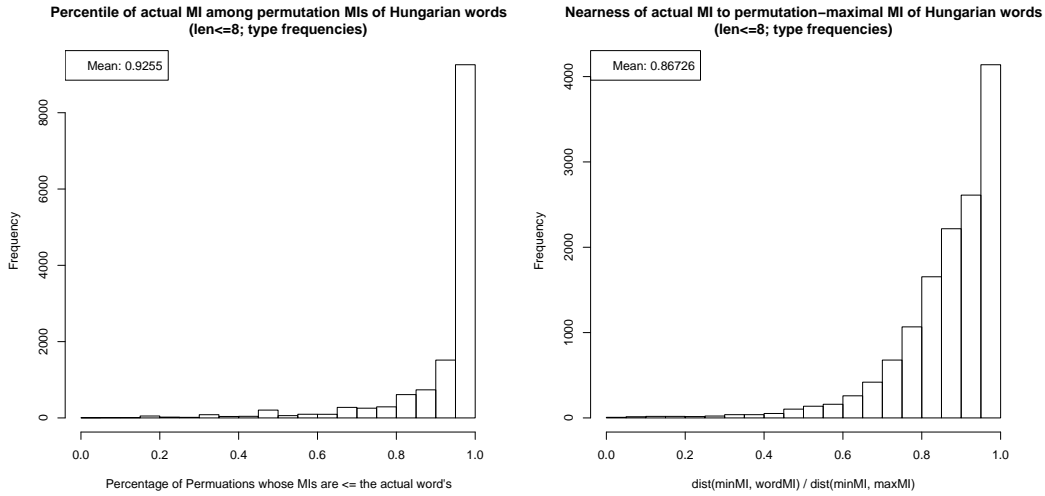 Percentile of actual MI among permutation MIs of Hungarian words
(len<=8; type frequencies)
Mean: 0.9255
Frequency
0
2000
4000
6000
8000
0.0 0.2 0.4 0.6 0.8 1.0
Percentage of Permuations whose MIs are <= the actual word's
Nearness of actual MI to permutation−maximal MI of Hungarian words
(len<=8; type frequencies)
Mean: 0.86726
Frequency
0
1000
2000
3000
4000
0.0 0.2 0.4 0.6 0.8 1.0
dist(minMI, wordMI) / dist(minMI, maxMI)